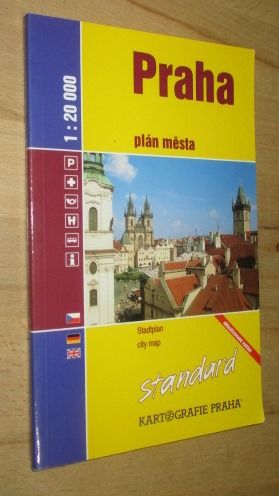 Praha
1 : 20 000
plán města
P
H
i
Stadtplan
city map
standard
KARTOGRAFIE PRAHA